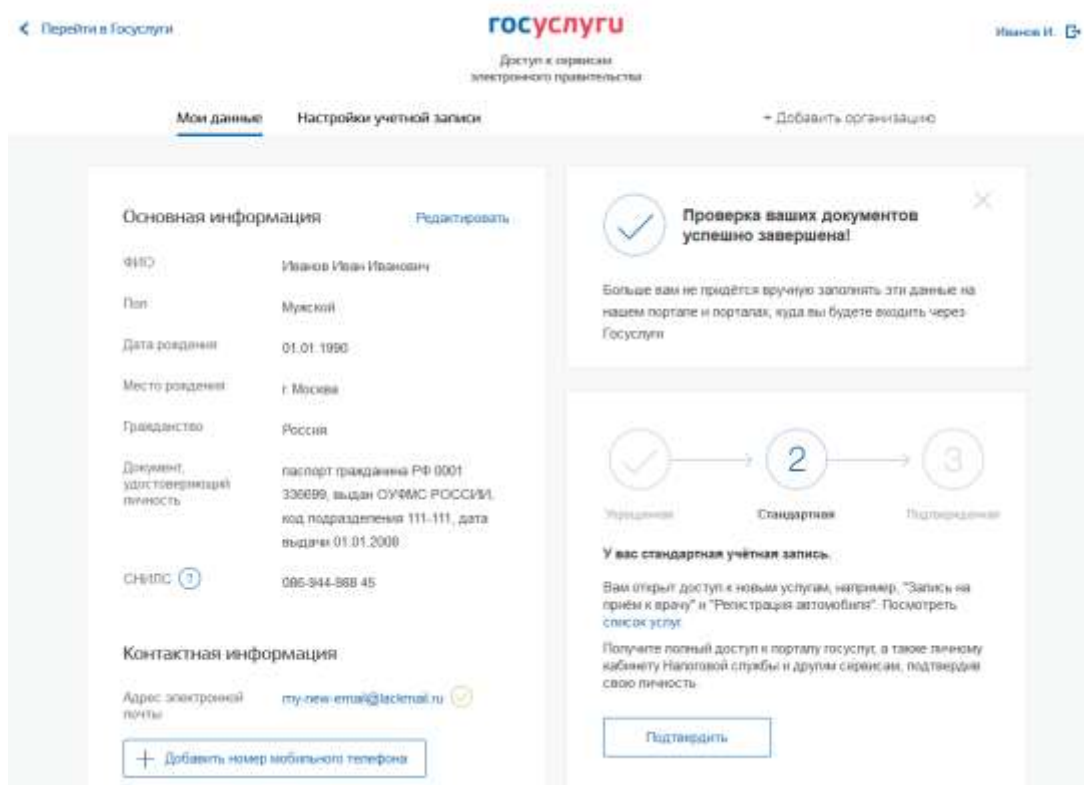 Перейти в Госуслуги
госуслуги
Иванов И.
Доступ к сервисам
электронного правительства
Мои данные
Настройки учетной записи
+ Добавить организацию
Основная информация
Редактировать
ФИО
Иванов Иван Иванович
Пол
Мужской
Дата рождения
01.01.1990
Место рождения
г. Москва
Гражданство
Россия
Документ,
удостоверяющий
личность
паспорт гражданина РФ 0001
336699, выдан ОУФМС РОССИИ,
код подразделения 111-111, дата
выдачи 01.01.2008
СНИЛС ?
086-944-868 45
Контактная информация
Адрес электронной
почты
my-new-email@lackmail.ru
+ Добавить номер мобильного телефона
Проверка ваших документов
успешно завершена!
Больше вам не придётся вручную заполнять эти данные на
нашем портале и порталах, куда вы будете входить через
Госуслуги
2
3
Упрощенная
Стандартная
Подтвержденная
У вас стандартная учётная запись.
Вам открыт доступ к новым услугам, например, "Запись на
приём к врачу" и "Регистрация автомобиля". Посмотреть
список услуг
Получите полный доступ к порталу госуслуг, а также личному
кабинету Налоговой службы и другим сервисам, подтвердив
свою личность
Подтвердить